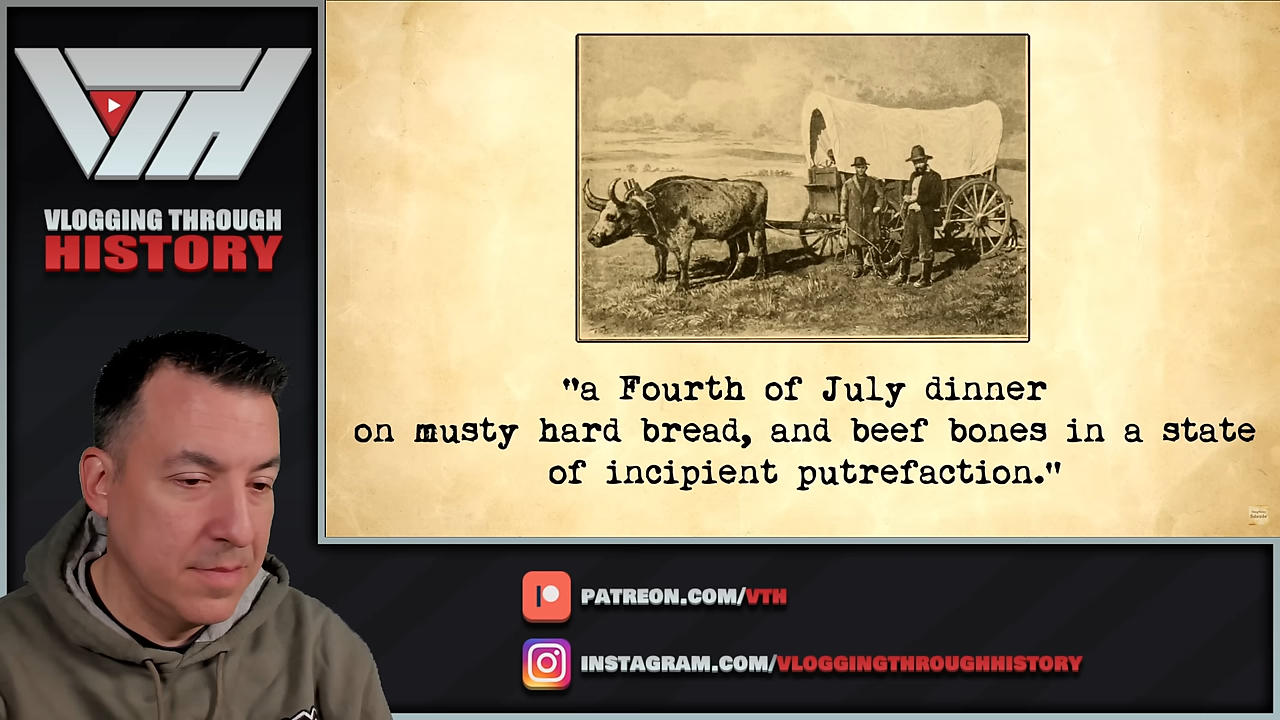 VTH
VLOGGING THROUGH
HISTORY
"a Fourth of July dinner
on musty hard bread, and beef bones in a state
of incipient putrefaction."
PATREON.COM/VTH
INSTAGRAM.COM/VLOGGINGTHROUGHHISTORY